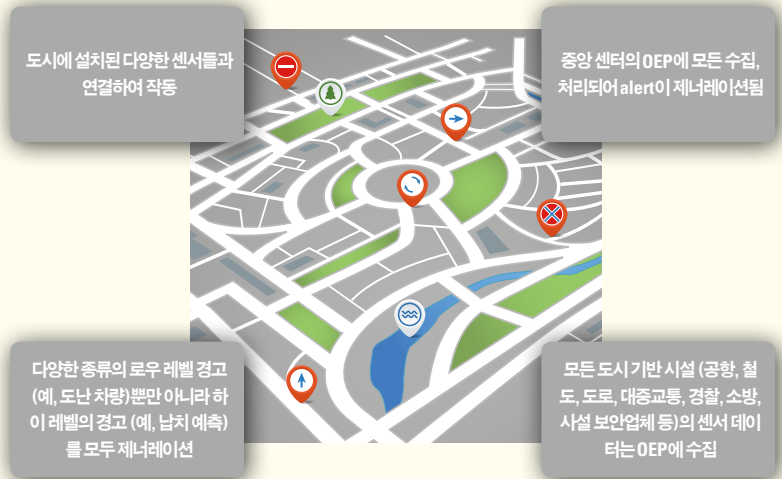 도시에 설치된 다양한 센서들과
연결하여 작동
중앙 센터의 OEP에 모든 수집,
처리되어 alert이 제너레이션됨
다양한 종류의 로우 레벨 경고
(예, 도난 차량)뿐만 아니라 하
이 레벨의 경고 (예, 납치 예측)
를 모두 제너레이션
모든 도시 기반 시설 (공항, 철
도, 도로, 대중교통, 경찰, 소방,
사설 보안업체 등)의 센서 데이
터는 OEP에 수집